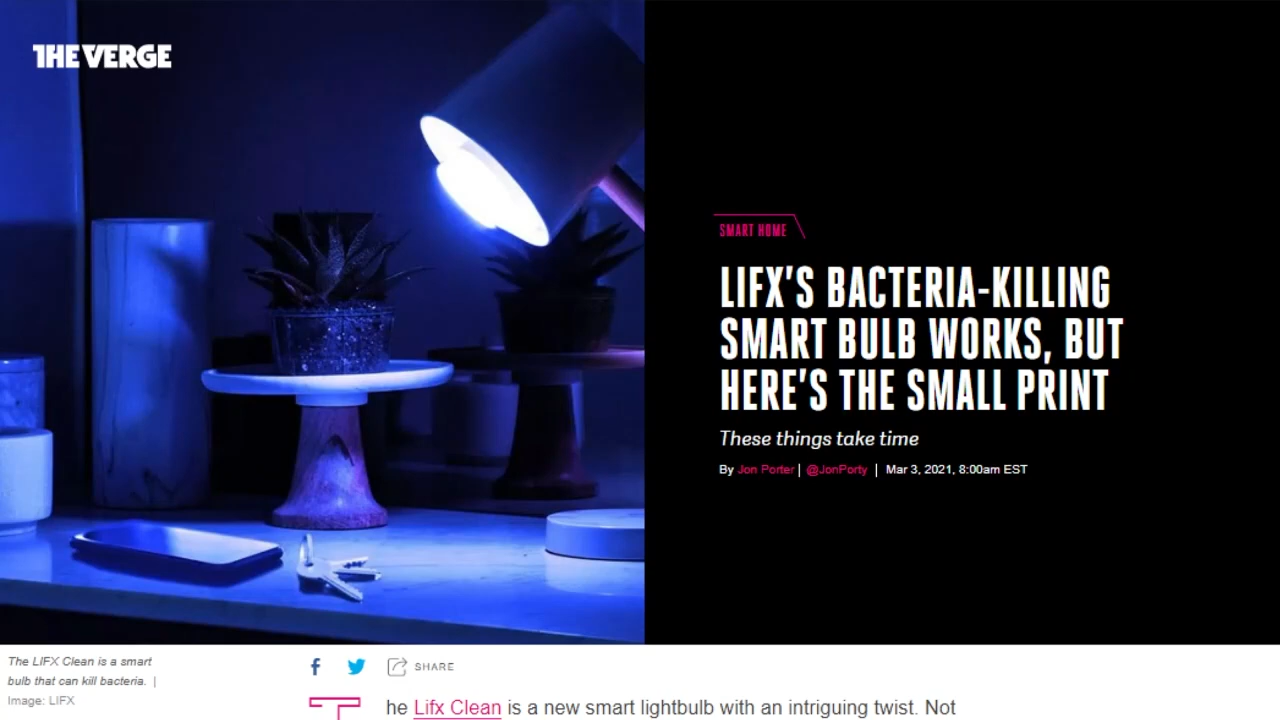 THE VERGE
SMART HOME
LIFX'S BACTERIA-KILLING
SMART BULB WORKS, BUT
HERE'S THE SMALL PRINT
These things take time
By Jon Porter | @JonPorty | Mar 3, 2021, 8:00am EST
The LIFX Clean is a smart
bulb that can kill bacteria. |
Image: LIFX
SHARE
The Lifx Clean is a new smart lightbulb with an intriguing twist. Not